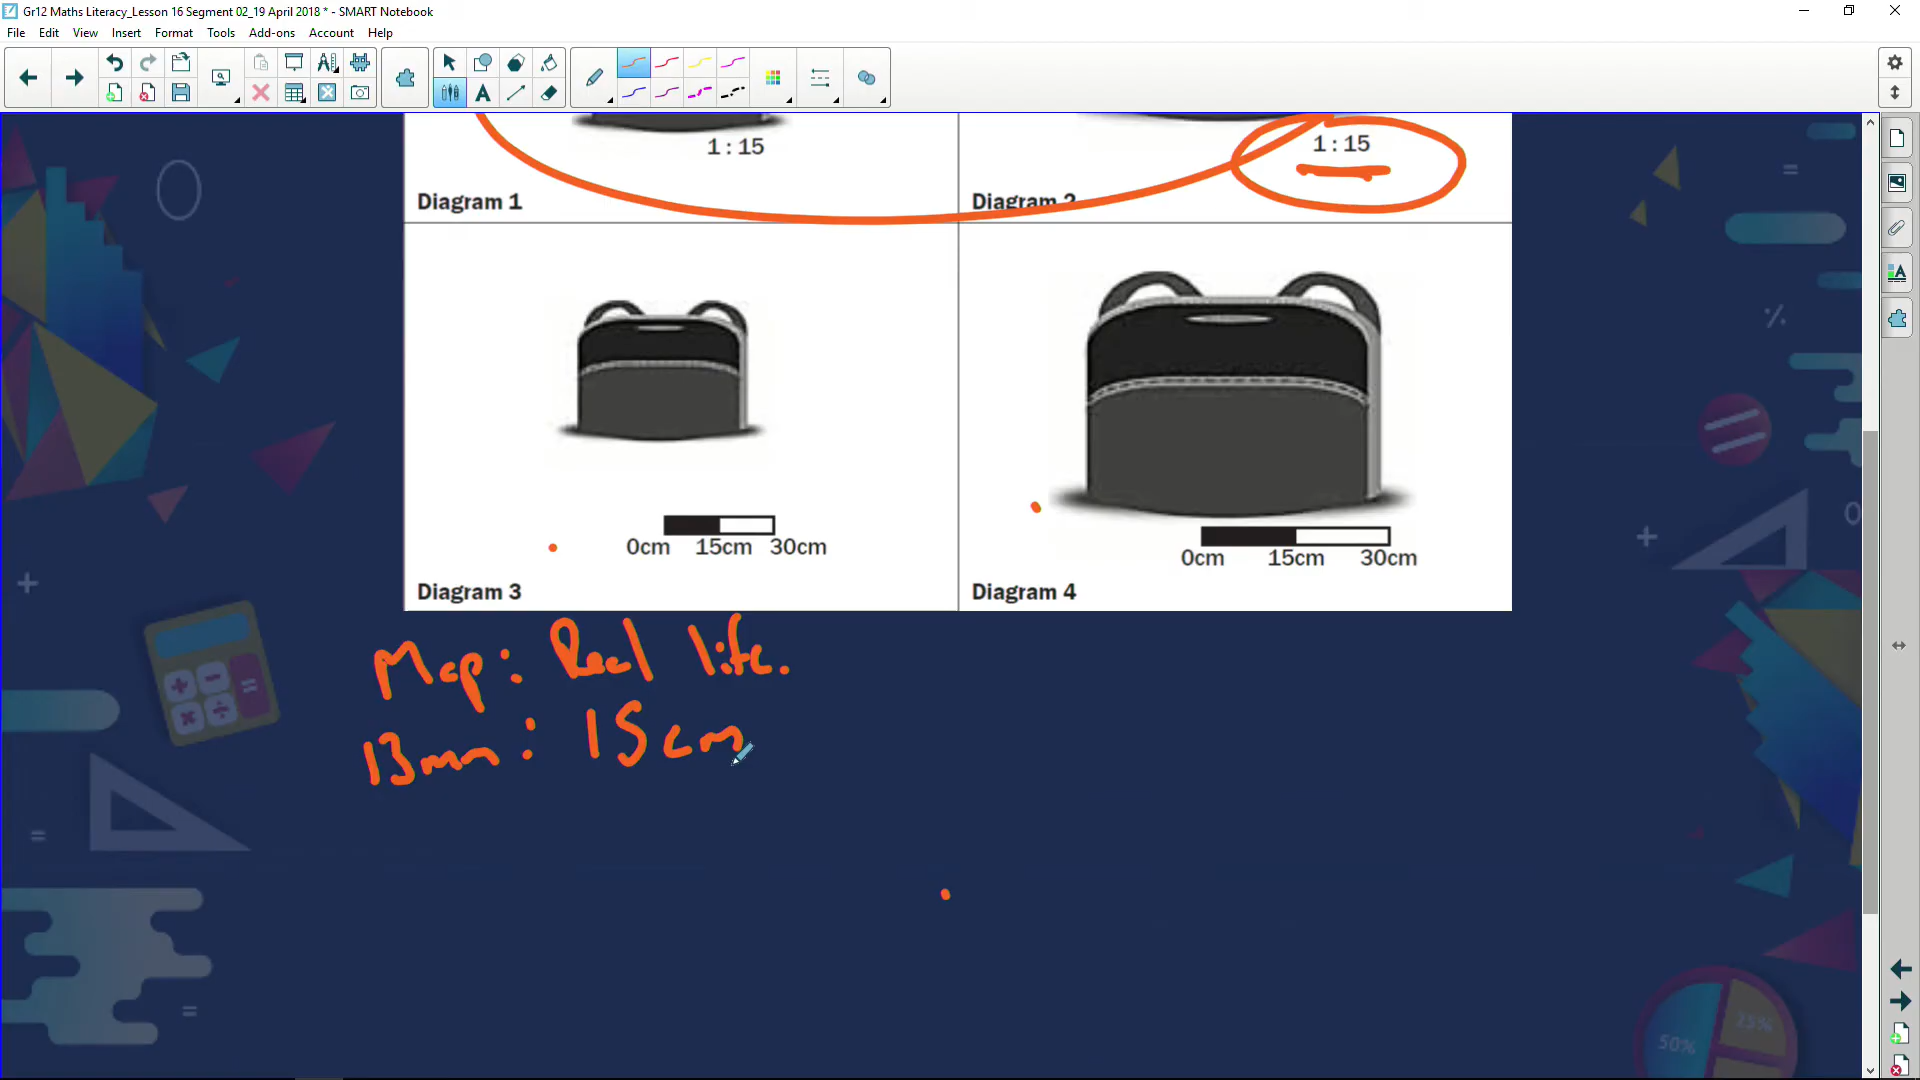 Gr12 Maths Literacy_Lesson 16 Segment 02_19 April 2018 * - SMART Notebook
File Edit View Insert Format Tools Add-ons Account Help
1 : 15
1 : 15
Diagram 1
Diagram 2
0cm 15cm 30cm
0cm 15cm 30cm
Diagram 3
Diagram 4
Map: Real life.
13mm: 15cm
50%
25%